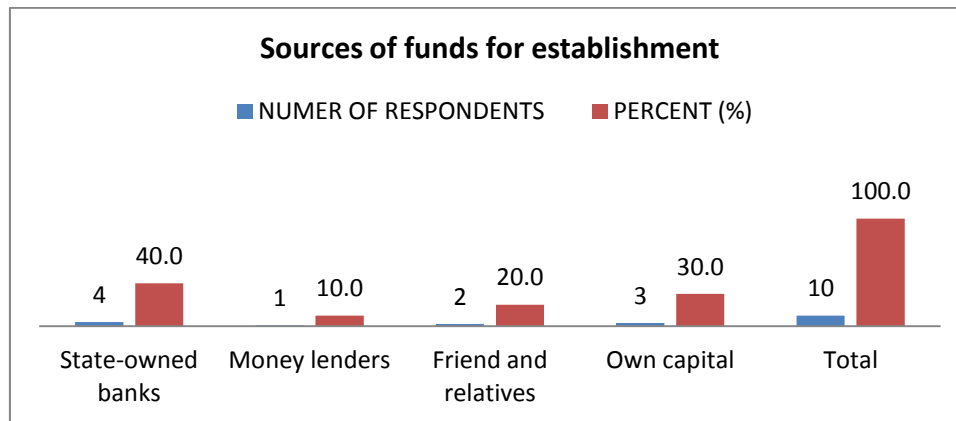 Sources of funds for establishment
NUMER OF RESPONDENTS PERCENT (%)
4 40.0 1 10.0 2 20.0 3 30.0 10 100.0
State-owned banks
Money lenders
Friend and relatives
Own capital
Total